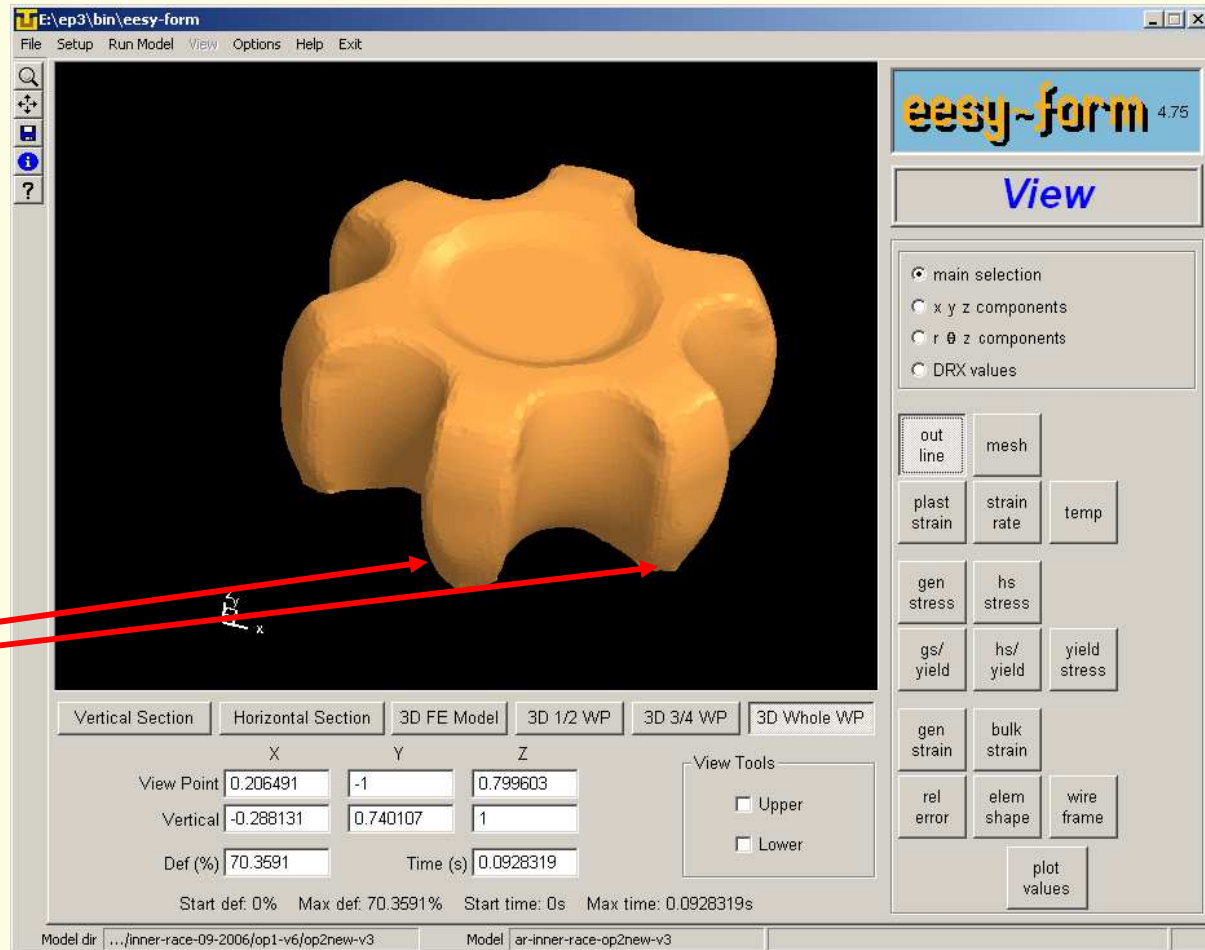 E:\ep3\bin\eesy-form
File Setup Run Model View Options Help Exit
eesy-form 4.75
View
main selection
x y z components
r θ z components
DRX values
out line
mesh
plast strain
strain rate
temp
gen stress
hs stress
gs/ yield
hs/ yield
yield stress
gen strain
bulk strain
rel error
elem shape
wire frame
plot values
z
y
x
Vertical Section Horizontal Section 3D FE Model 3D 1/2 WP 3D 3/4 WP 3D Whole WP
X Y Z
View Point 0.206491 -1 0.799603
Vertical -0.288131 0.740107 1
Def (%) 70.3591 Time (s) 0.0928319
View Tools
Upper
Lower
Start def: 0% Max def: 70.3591% Start time: 0s Max time: 0.0928319s
Model dir .../inner-race-09-2006/op1-v6/op2new-v3 Model ar-inner-race-op2new-v3